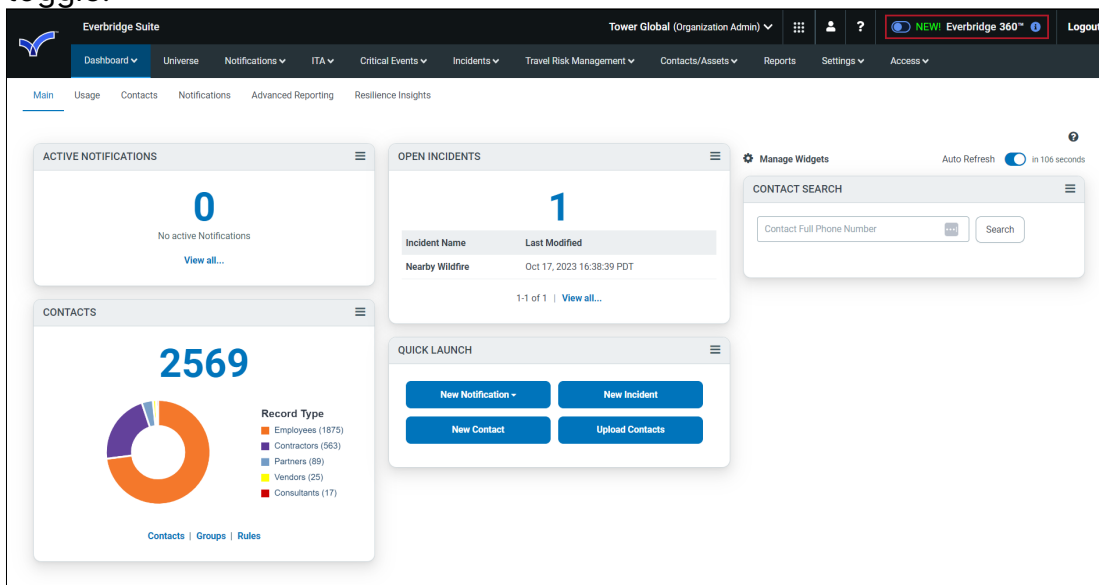 Everbridge Suite
Tower Global (Organization Admin)
?
NEW! Everbridge 360™
Logout
Dashboard
Universe
Notifications
ITA
Critical Events
Incidents
Travel Risk Management
Contacts/Assets
Reports
Settings
Access
Main
Usage
Contacts
Notifications
Advanced Reporting
Resilience Insights
ACTIVE NOTIFICATIONS
0
No active Notifications
View all...
OPEN INCIDENTS
1
Incident Name Last Modified
Nearby Wildfire Oct 17, 2023 16:38:39 PDT
1-1 of 1 | View all...
Manage Widgets
Auto Refresh in 106 seconds
CONTACT SEARCH
Contact Full Phone Number
Search
CONTACTS
2569
Record Type
Employees (1875)
Contractors (563)
Partners (89)
Vendors (25)
Consultants (17)
Contacts | Groups | Rules
QUICK LAUNCH
New Notification
New Incident
New Contact
Upload Contacts